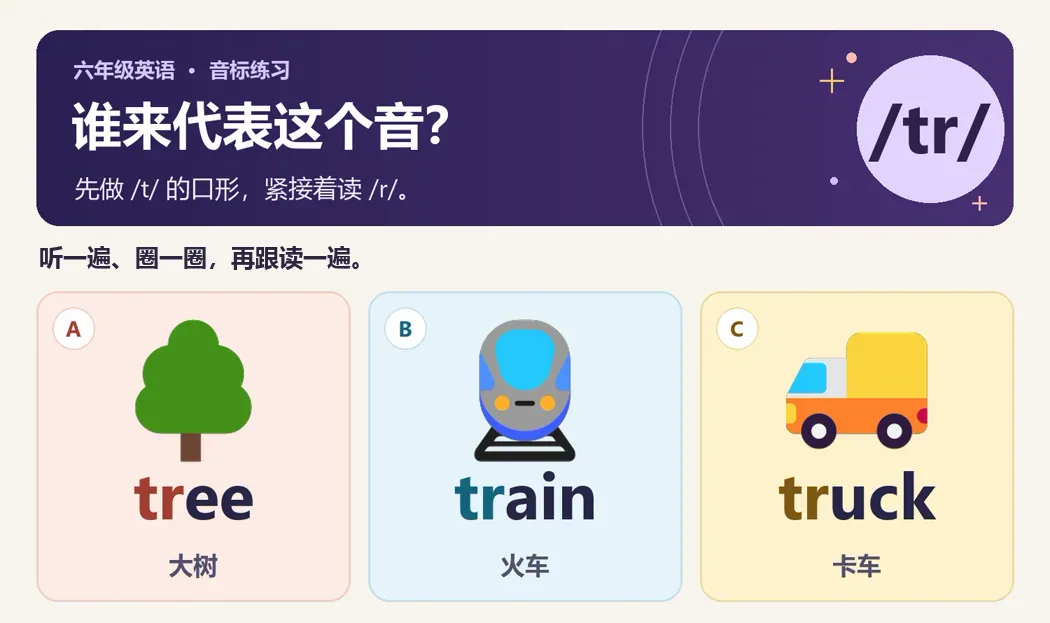 六年级英语 · 音标练习
谁来代表这个音？
先做 /t/ 的口形，紧接着读 /r/。
/tr/
听一遍、圈一圈，再跟读一遍。
A
tree
大树
B
train
火车
C
truck
卡车